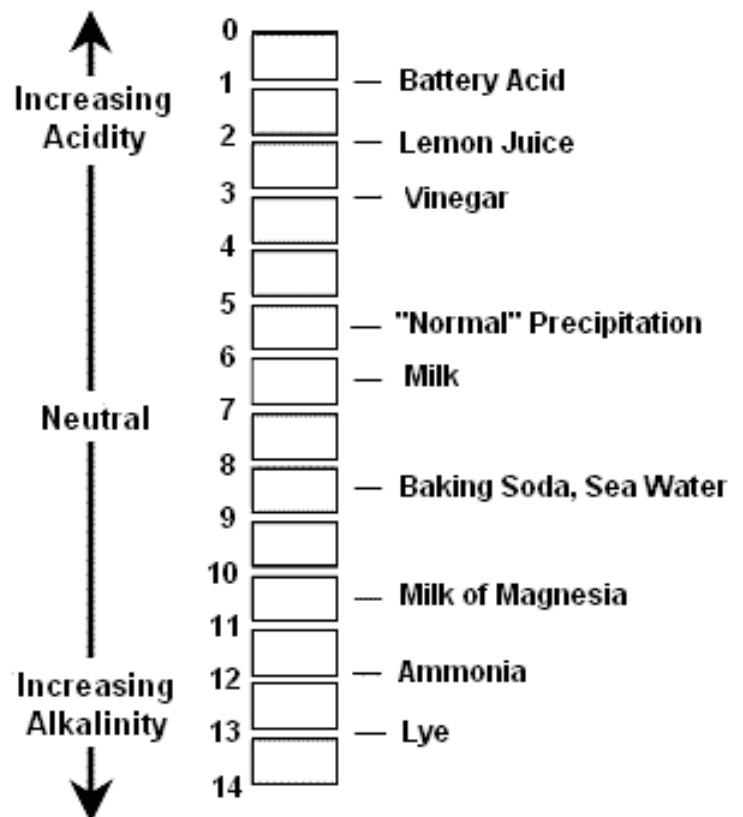 0
1
Battery Acid
Increasing
Acidity
2
Lemon Juice
3
Vinegar
4
5
"Normal" Precipitation
6
Milk
Neutral
7
8
Baking Soda, Sea Water
9
10
Milk of Magnesia
11
Increasing
Alkalinity
12
Ammonia
13
Lye
14